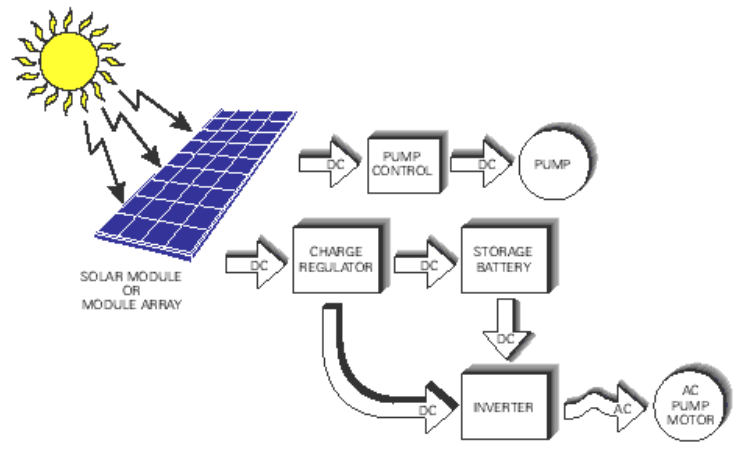 DC
PUMP
CONTROL
DC
PUMP
SOLAR MODULE
OR
MODULE ARRAY
DC
CHARGE
REGULATOR
DC
STORAGE
BATTERY
DC
DC
INVERTER
AC
AC
PUMP
MOTOR